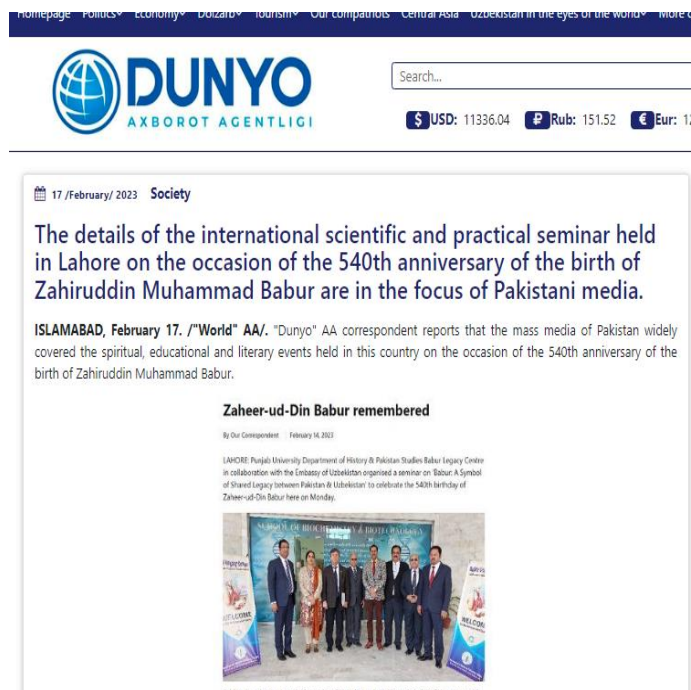 Homepage Politics Economy Dolzarb Tourism Our compatriots Central Asia Uzbekistan in the eyes of the world More
DUNYO
AXBOROT AGENTLIGI
Search...
$ USD: 11336.04 ₽ Rub: 151.52 € Eur:
17 /February/ 2023 Society
The details of the international scientific and practical seminar held
in Lahore on the occasion of the 540th anniversary of the birth of
Zahiruddin Muhammad Babur are in the focus of Pakistani media.
ISLAMABAD, February 17. /"World" AA/. "Dunyo" AA correspondent reports that the mass media of Pakistan widely
covered the spiritual, educational and literary events held in this country on the occasion of the 540th anniversary of the
birth of Zahiruddin Muhammad Babur.
Zaheer-ud-Din Babur remembered
By Our Correspondent February 14, 2023
LAHORE: Punjab University Department of History & Pakistan Studies Babur Legacy Centre
in collaboration with the Embassy of Uzbekistan organised a seminar on 'Babur: A Symbol
of Shared Legacy between Pakistan & Uzbekistan' to celebrate the 540th birthday of
Zaheer-ud-Din Babur here on Monday.
SCHOOL OF BIOCHEMISTRY & BIOTECHNOLOGY
WELCOME
WELCOME